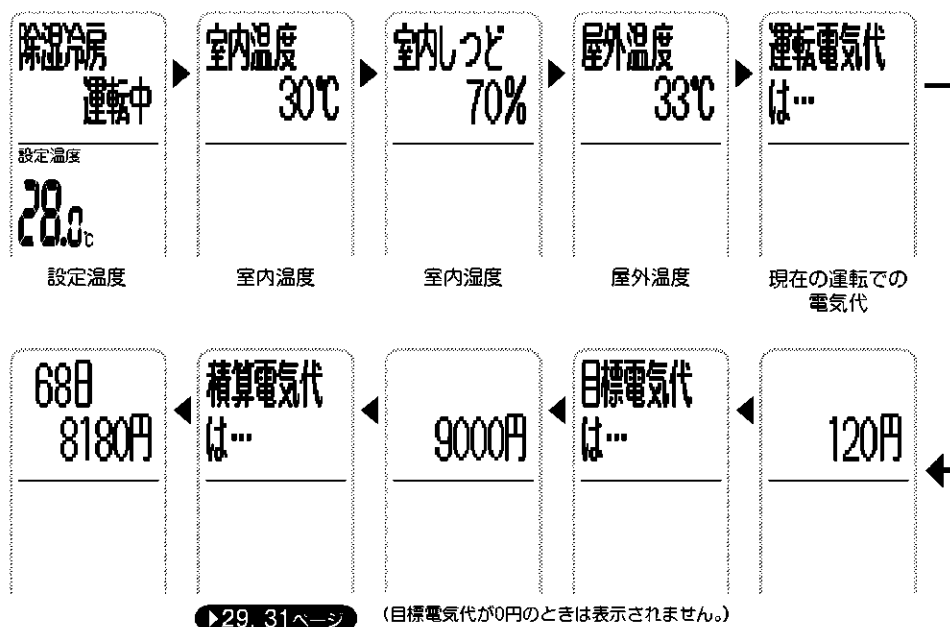 除湿冷房
運転中
設定温度
28.0℃
設定温度
室内温度
30℃
室内温度
室内しつど
70%
室内湿度
屋外温度
33℃
屋外温度
運転電気代
は…
現在の運転での
電気代
120円
目標電気代
は…
9000円
積算電気代
は…
68日
8180円
▶29, 31ページ
(目標電気代が0円のときは表示されません。)